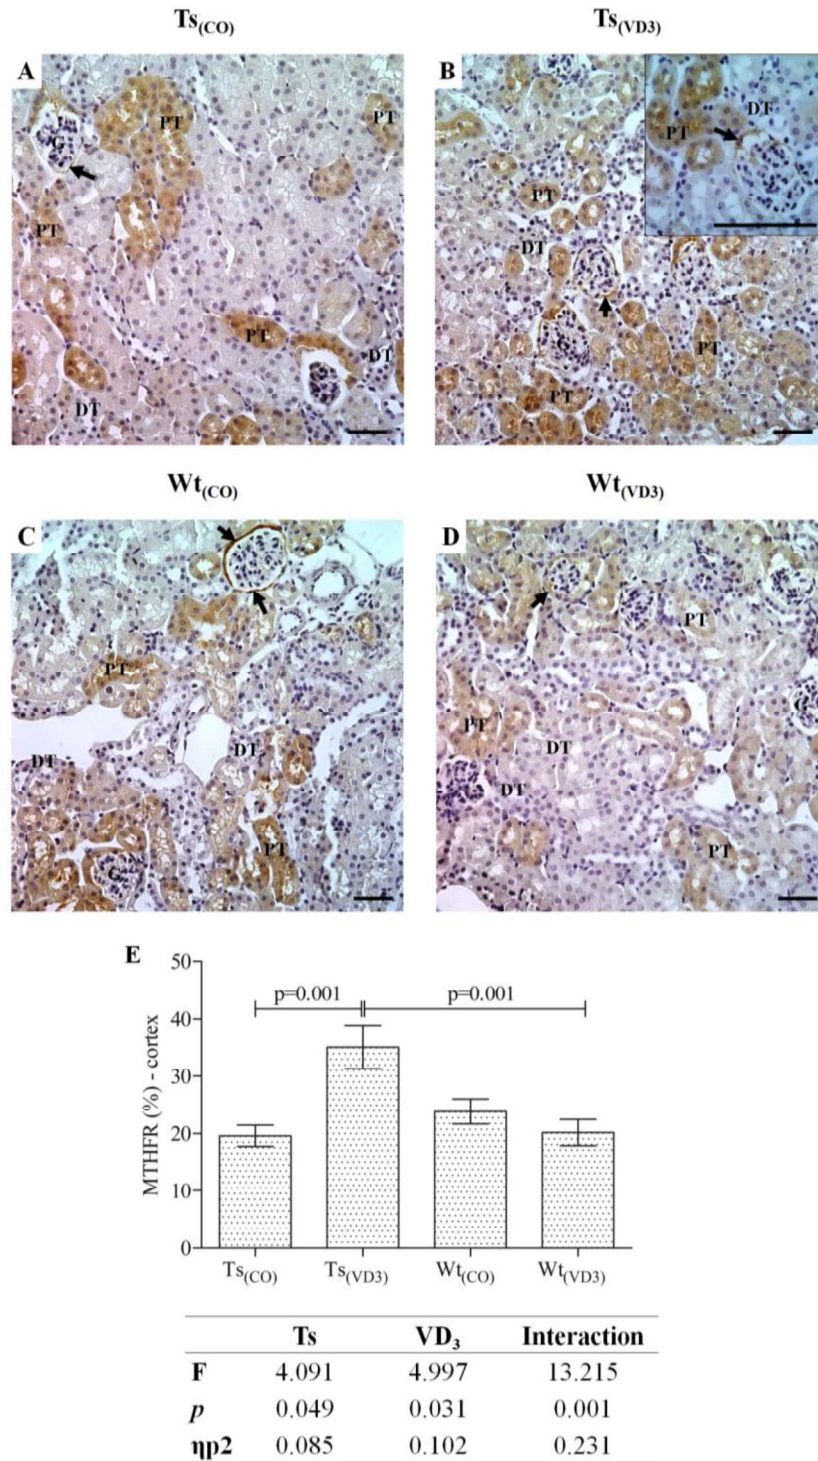 Ts(CO) Ts(VD3)
A B
G PT PT PT
PT DT
PT DT
PT DT
PT PT DT G
PT
Wt(CO) Wt(VD3)
C D
PT DT DT G PT
PT DT G PT DT PT
E
50
40
30
20
10
0
MTHFR (%) - cortex
p=0.001 p=0.001
Ts(CO) Ts(VD3) Wt(CO) Wt(VD3)
Ts VD3 Interaction
F 4.091 4.997 13.215
p 0.049 0.031 0.001
ηp2 0.085 0.102 0.231